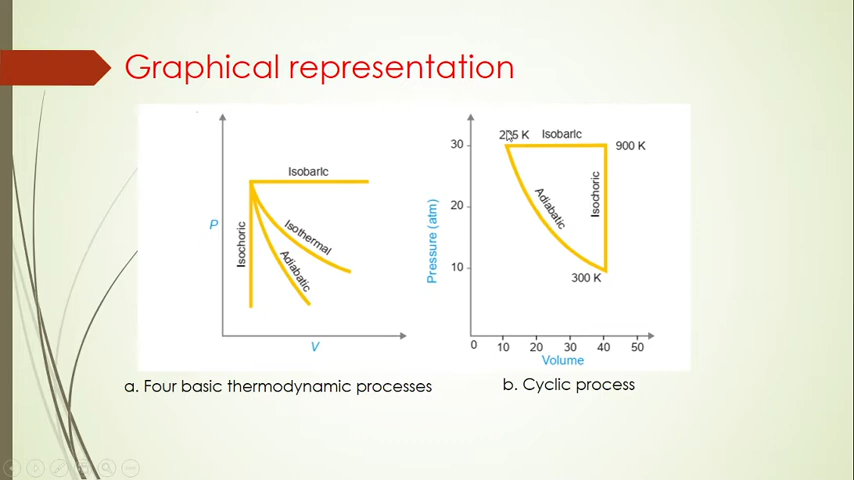 Graphical representation
P
Isobaric
Isothermal
Adiabatic
Isochoric
V
Pressure (atm)
30
20
10
0
10
20
30
40
50
Volume
Isobaric
900 K
Adiabatic
Isochoric
300 K
a. Four basic thermodynamic processes
b. Cyclic process